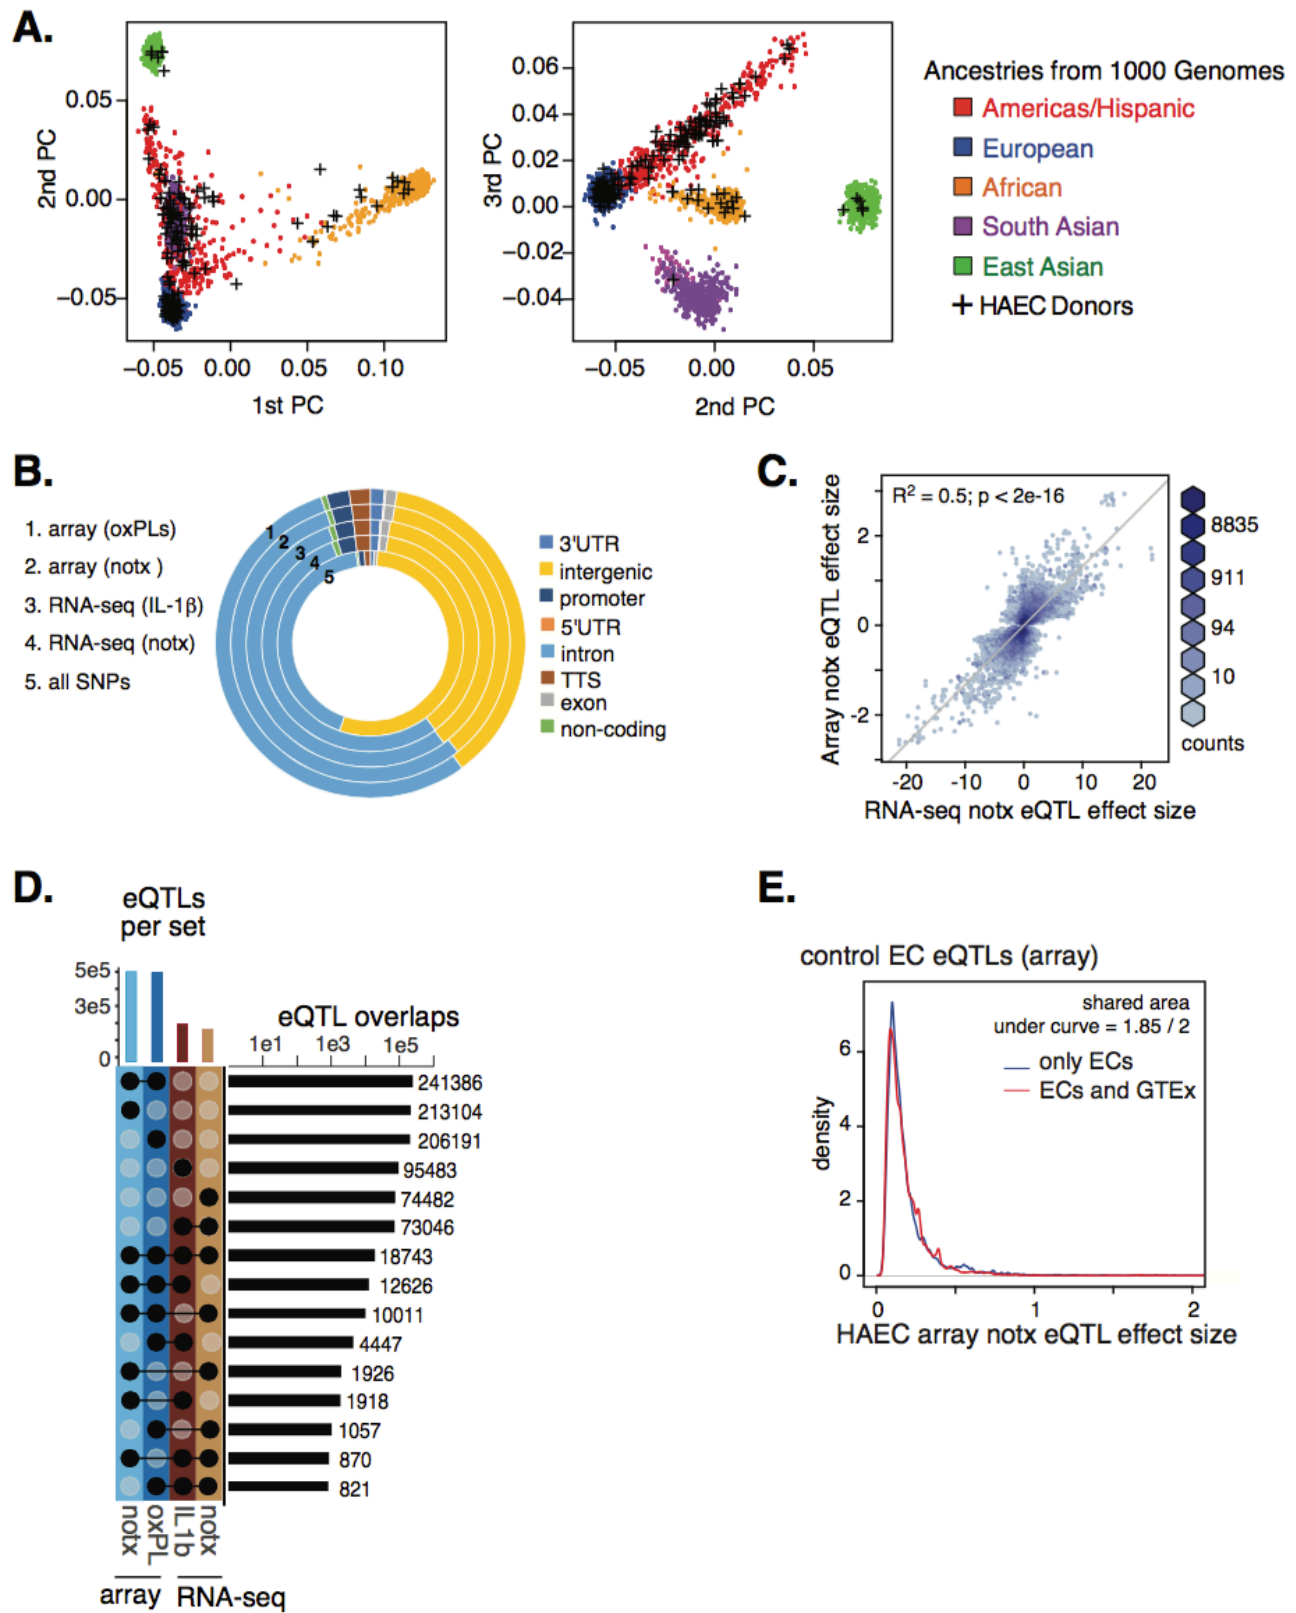 A.
2nd PC
0.05
0.00
−0.05
−0.05 0.00 0.05 0.10
1st PC
3rd PC
0.06
0.04
0.02
0.00
−0.02
−0.04
−0.05 0.00 0.05
2nd PC
Ancestries from 1000 Genomes
Americas/Hispanic
European
African
South Asian
East Asian
HAEC Donors
B.
1. array (oxPLs)
2. array (notx )
3. RNA-seq (IL-1β)
4. RNA-seq (notx)
5. all SNPs
1
2
3
4
5
3'UTR
intergenic
promoter
5'UTR
intron
TTS
exon
non-coding
C.
Array notx eQTL effect size
R2 = 0.5; p < 2e-16
2
0
-2
-20 -10 0 10 20
RNA-seq notx eQTL effect size
8835
911
94
10
counts
D.
eQTLs
per set
5e5
3e5
0
eQTL overlaps
1e1 1e3 1e5
241386
213104
206191
95483
74482
73046
18743
12626
10011
4447
1926
1918
1057
870
821
notx oxPL IL1b notx
array RNA-seq
E.
control EC eQTLs (array)
shared area
under curve = 1.85 / 2
only ECs
ECs and GTEx
density
6
4
2
0
0 1 2
HAEC array notx eQTL effect size